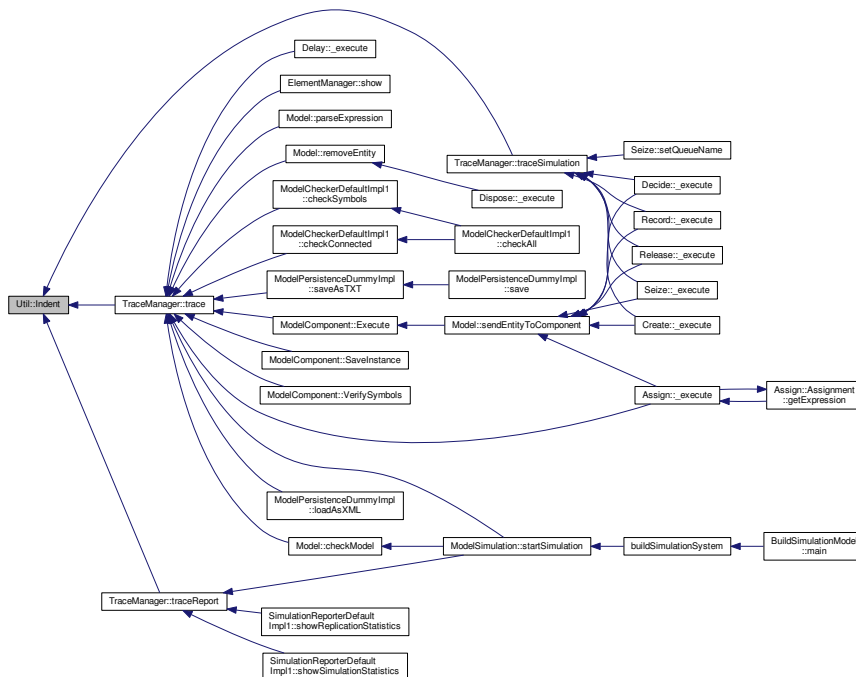 Delay::_execute
ElementManager::show
Model::parseExpression
Model::removeEntity
TraceManager::traceSimulation
Seize::setQueueName
Decide::_execute
Dispose::_execute
ModelCheckerDefaultImpl1
::checkSymbols
Record::_execute
ModelCheckerDefaultImpl1
::checkConnected
ModelCheckerDefaultImpl1
::checkAll
Release::_execute
ModelPersistenceDummyImpl
::saveAsTXT
ModelPersistenceDummyImpl
::save
Seize::_execute
Util::Indent
TraceManager::trace
ModelComponent::Execute
Model::sendEntityToComponent
Create::_execute
ModelComponent::SaveInstance
ModelComponent::VerifySymbols
Assign::_execute
Assign::Assignment
::getExpression
ModelPersistenceDummyImpl
::loadAsXML
Model::checkModel
ModelSimulation::startSimulation
buildSimulationSystem
BuildSimulationModel
::main
TraceManager::traceReport
SimulationReporterDefault
Impl1::showReplicationStatistics
SimulationReporterDefault
Impl1::showSimulationStatistics